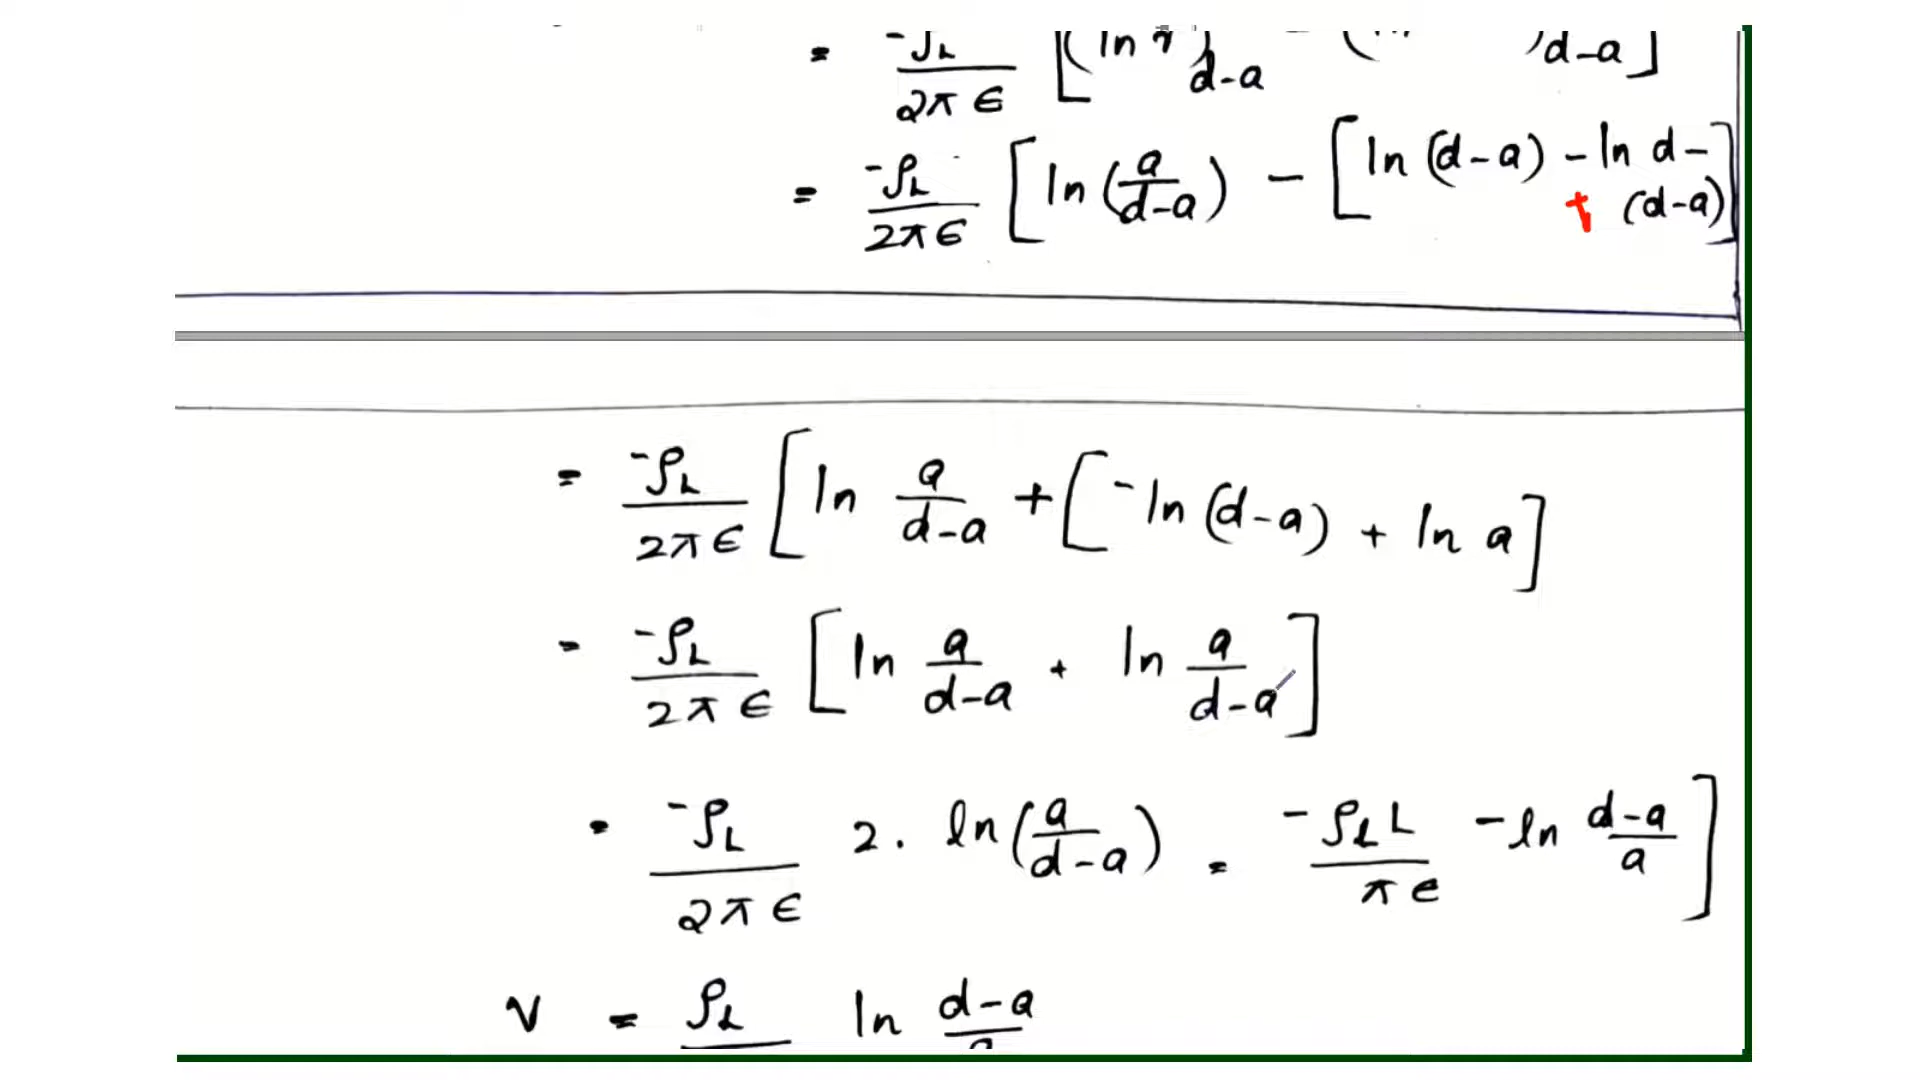 = -ρL/2πϵ [(ln r)d-a - ( )d-a]
= -ρL/2πϵ [ln (a/d-a) - [ln (d-a) - ln d-
+ (d-a)]
= -ρL/2πϵ [ln a/d-a + [-ln (d-a) + ln a]
= -ρL/2πϵ [ln a/d-a + ln a/d-a]
= -ρL/2πϵ 2. ln (a/d-a) = -ρL L/πe -ln d-a/a]
V = ρL ln d-a/a